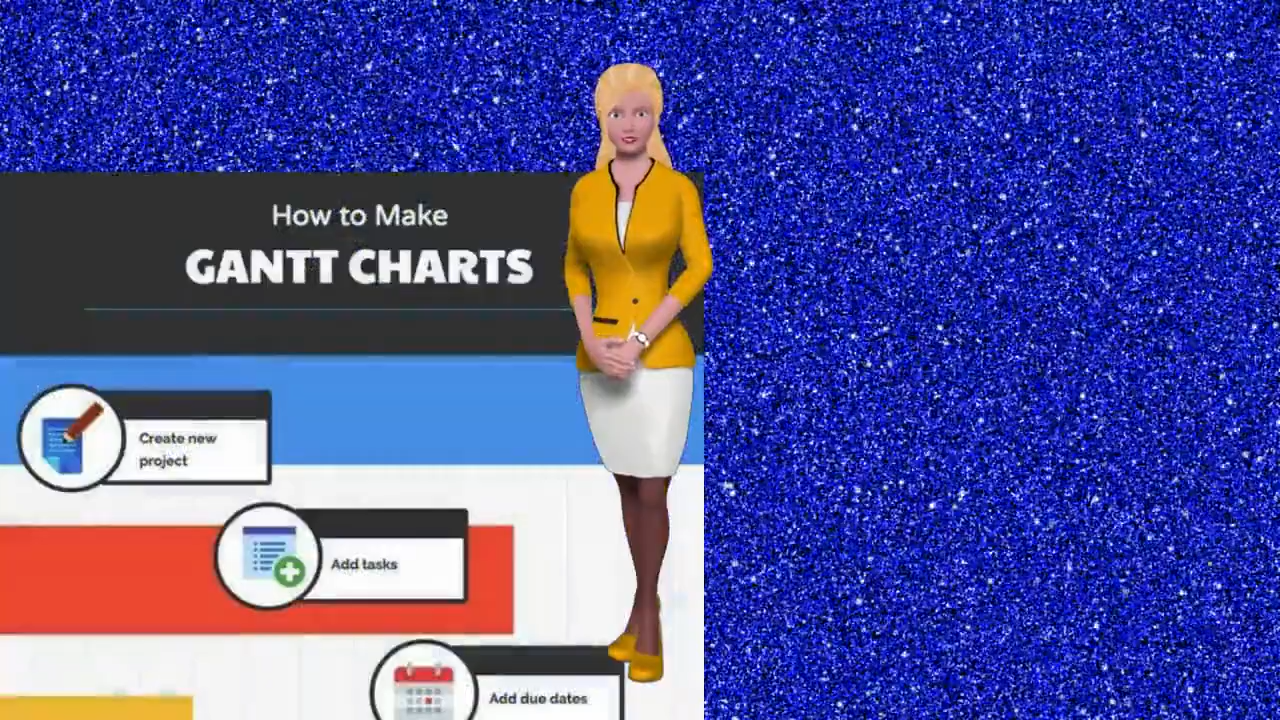 How to Make
GANTT CHARTS
Create new
project
Add tasks
Add due dates